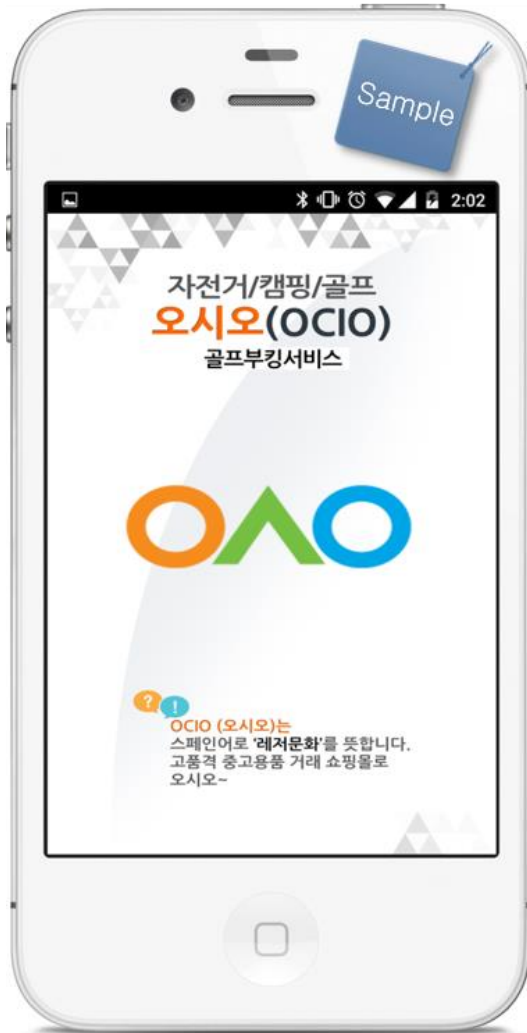 Sample
2:02
자전거/캠핑/골프
오시오(OCIO)
골프부킹서비스
? !
OCIO (오시오)는
스페인어로 '레저문화'를 뜻합니다.
고품격 중고용품 거래 쇼핑몰로
오시오~